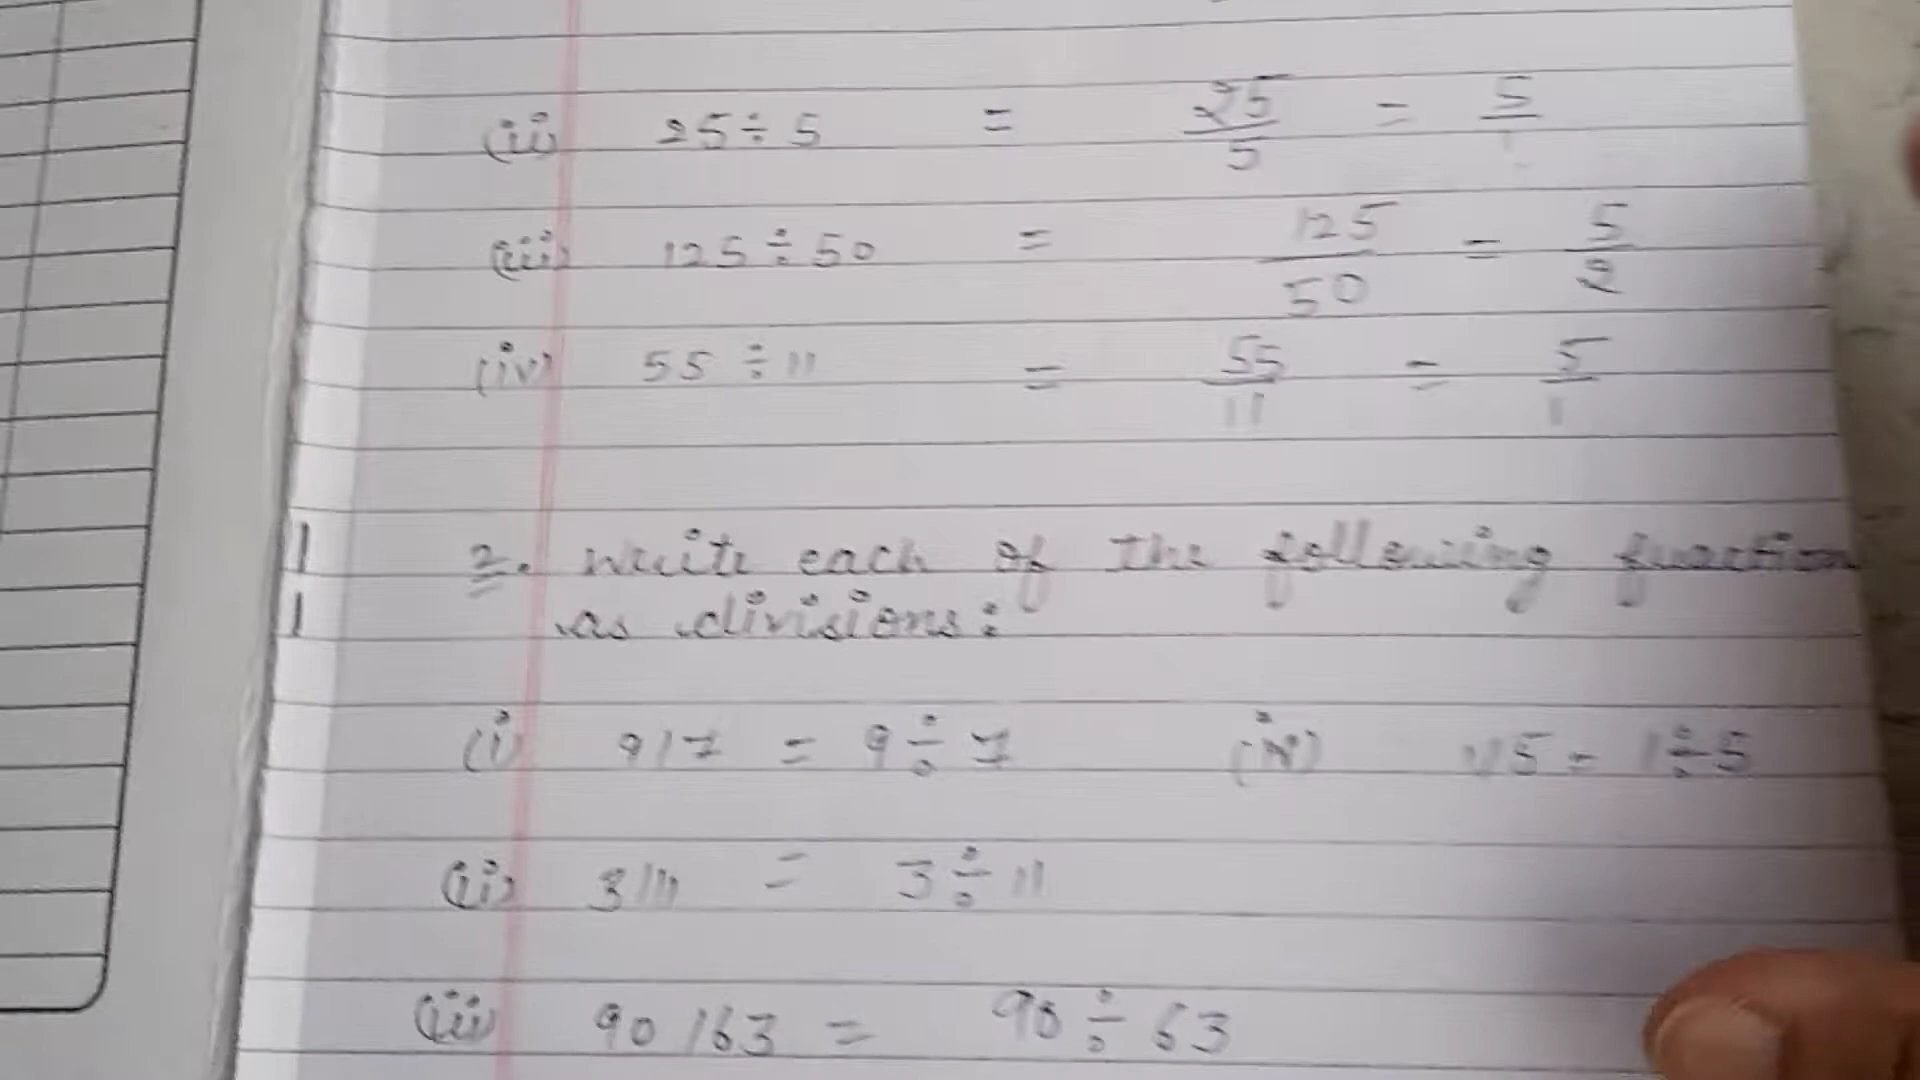 (ii) 25 ÷ 5 = 25/5 = 5/1
(iii) 125 ÷ 50 = 125/50 = 5/2
(iv) 55 ÷ 11 = 55/11 = 5/1
2. Write each of the following fraction
as divisions:
(i) 9/7 = 9 ÷ 7 (iv) 1/5 = 1 ÷ 5
(ii) 3/11 = 3 ÷ 11
(iii) 90/63 = 90 ÷ 63